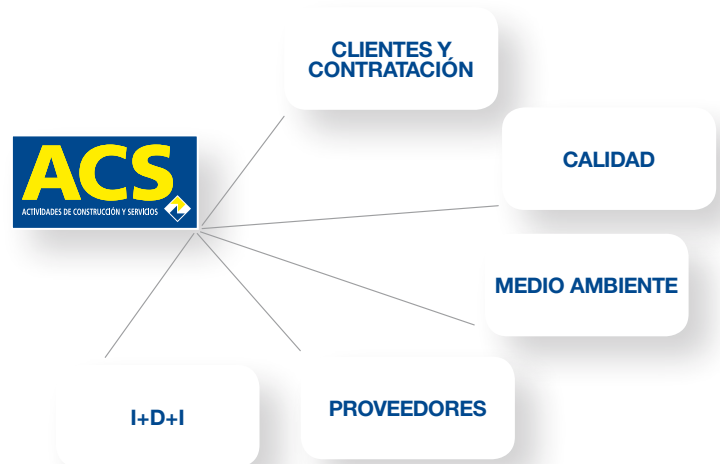 CLIENTES Y
CONTRATACIÓN
ACS
ACTIVIDADES DE CONSTRUCCIÓN Y SERVICIOS
CALIDAD
MEDIO AMBIENTE
PROVEEDORES
I+D+I